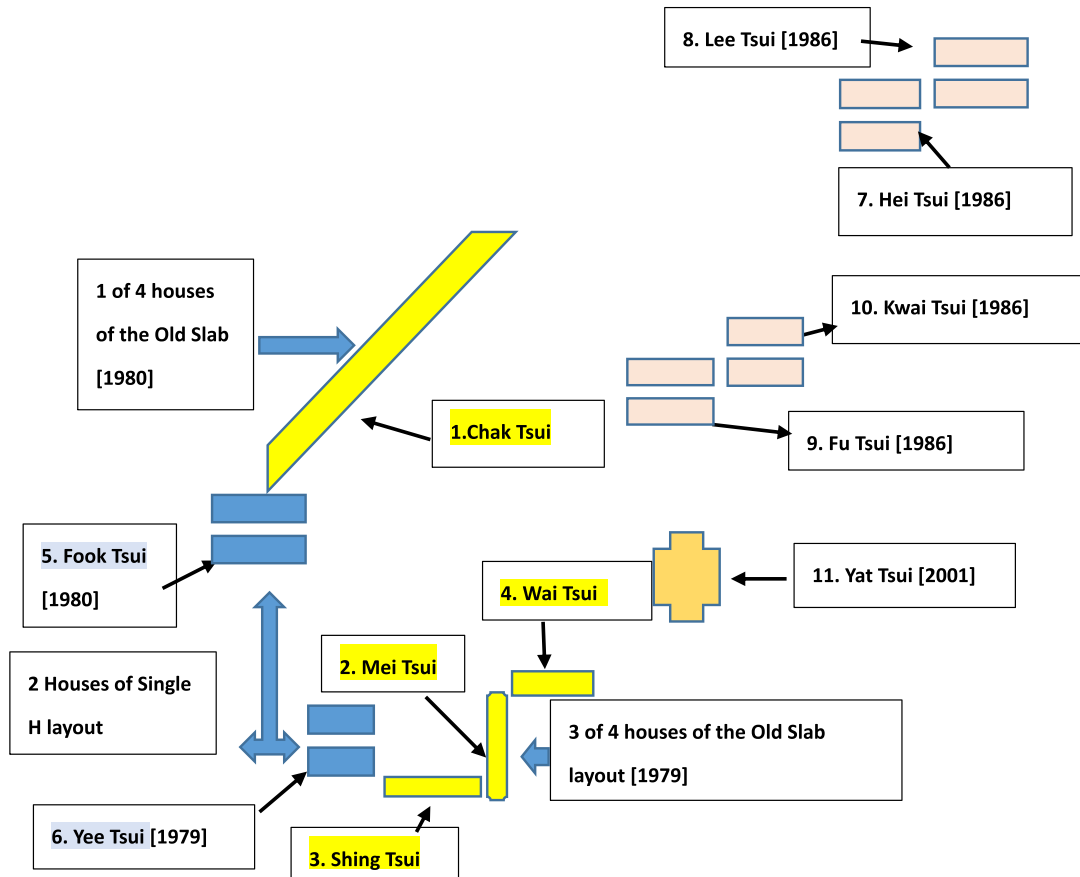 8. Lee Tsui [1986]
7. Hei Tsui [1986]
1 of 4 houses
of the Old Slab
[1980]
10. Kwai Tsui [1986]
1.Chak Tsui
9. Fu Tsui [1986]
5. Fook Tsui
[1980]
4. Wai Tsui
11. Yat Tsui [2001]
2. Mei Tsui
2 Houses of Single
H layout
3 of 4 houses of the Old Slab
layout [1979]
6. Yee Tsui [1979]
3. Shing Tsui